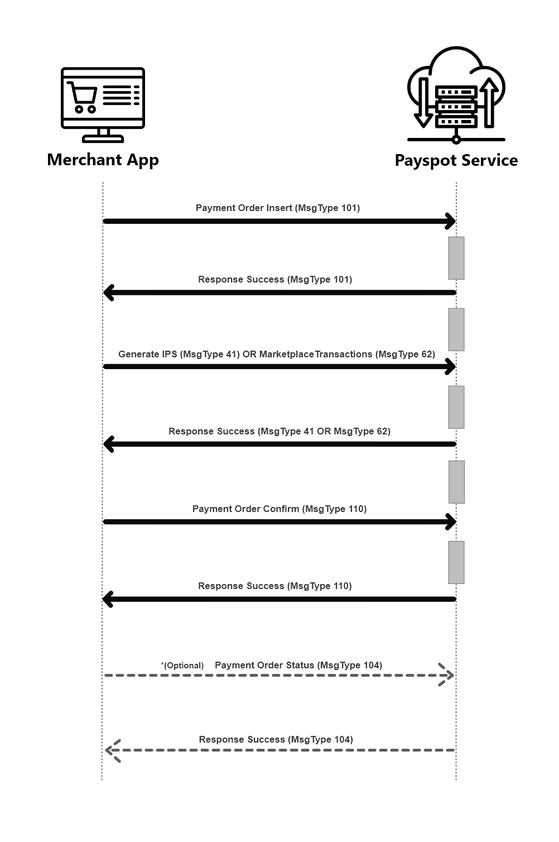 Merchant App
Payspot Service
Payment Order Insert (MsgType 101)
Response Success (MsgType 101)
Generate IPS (MsgType 41) OR MarketplaceTransactions (MsgType 62)
Response Success (MsgType 41 OR MsgType 62)
Payment Order Confirm (MsgType 110)
Response Success (MsgType 110)
*(Optional) Payment Order Status (MsgType 104)
Response Success (MsgType 104)